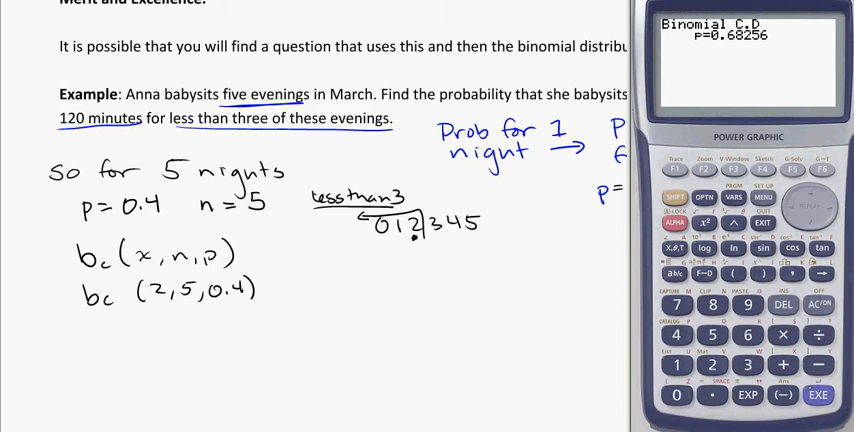 Merit and Excellence.
It is possible that you will find a question that uses this and then the binomial distribu
Example: Anna babysits five evenings in March. Find the probability that she babysits
120 minutes for less than three of these evenings.
Prob for 1
night →
P
p=
So for 5 nights
p = 0.4 n = 5
less than 3
0 1 2 3 4 5
bc (x, n, p)
bc (2, 5, 0.4)
Binomial C.D
p=0.68256
POWER GRAPHIC
Trace Zoom V-Window Sketch G-Solv G↔T
F1 F2 F3 F4 F5 F6
PRGM SET UP
SHIFT OPTN VARS MENU
REPLAY
A-LOCK QUIT
ALPHA x² ^ EXIT
X,θ,T log ln sin cos tan
ab/c F↔D ( ) , →
CAPTURE CLIP PASTE INS OFF
7 8 9 DEL AC/ON
CATALOG
4 5 6 × ÷
List Mat
1 2 3 + −
SPACE Ans
0 . EXP (−) EXE